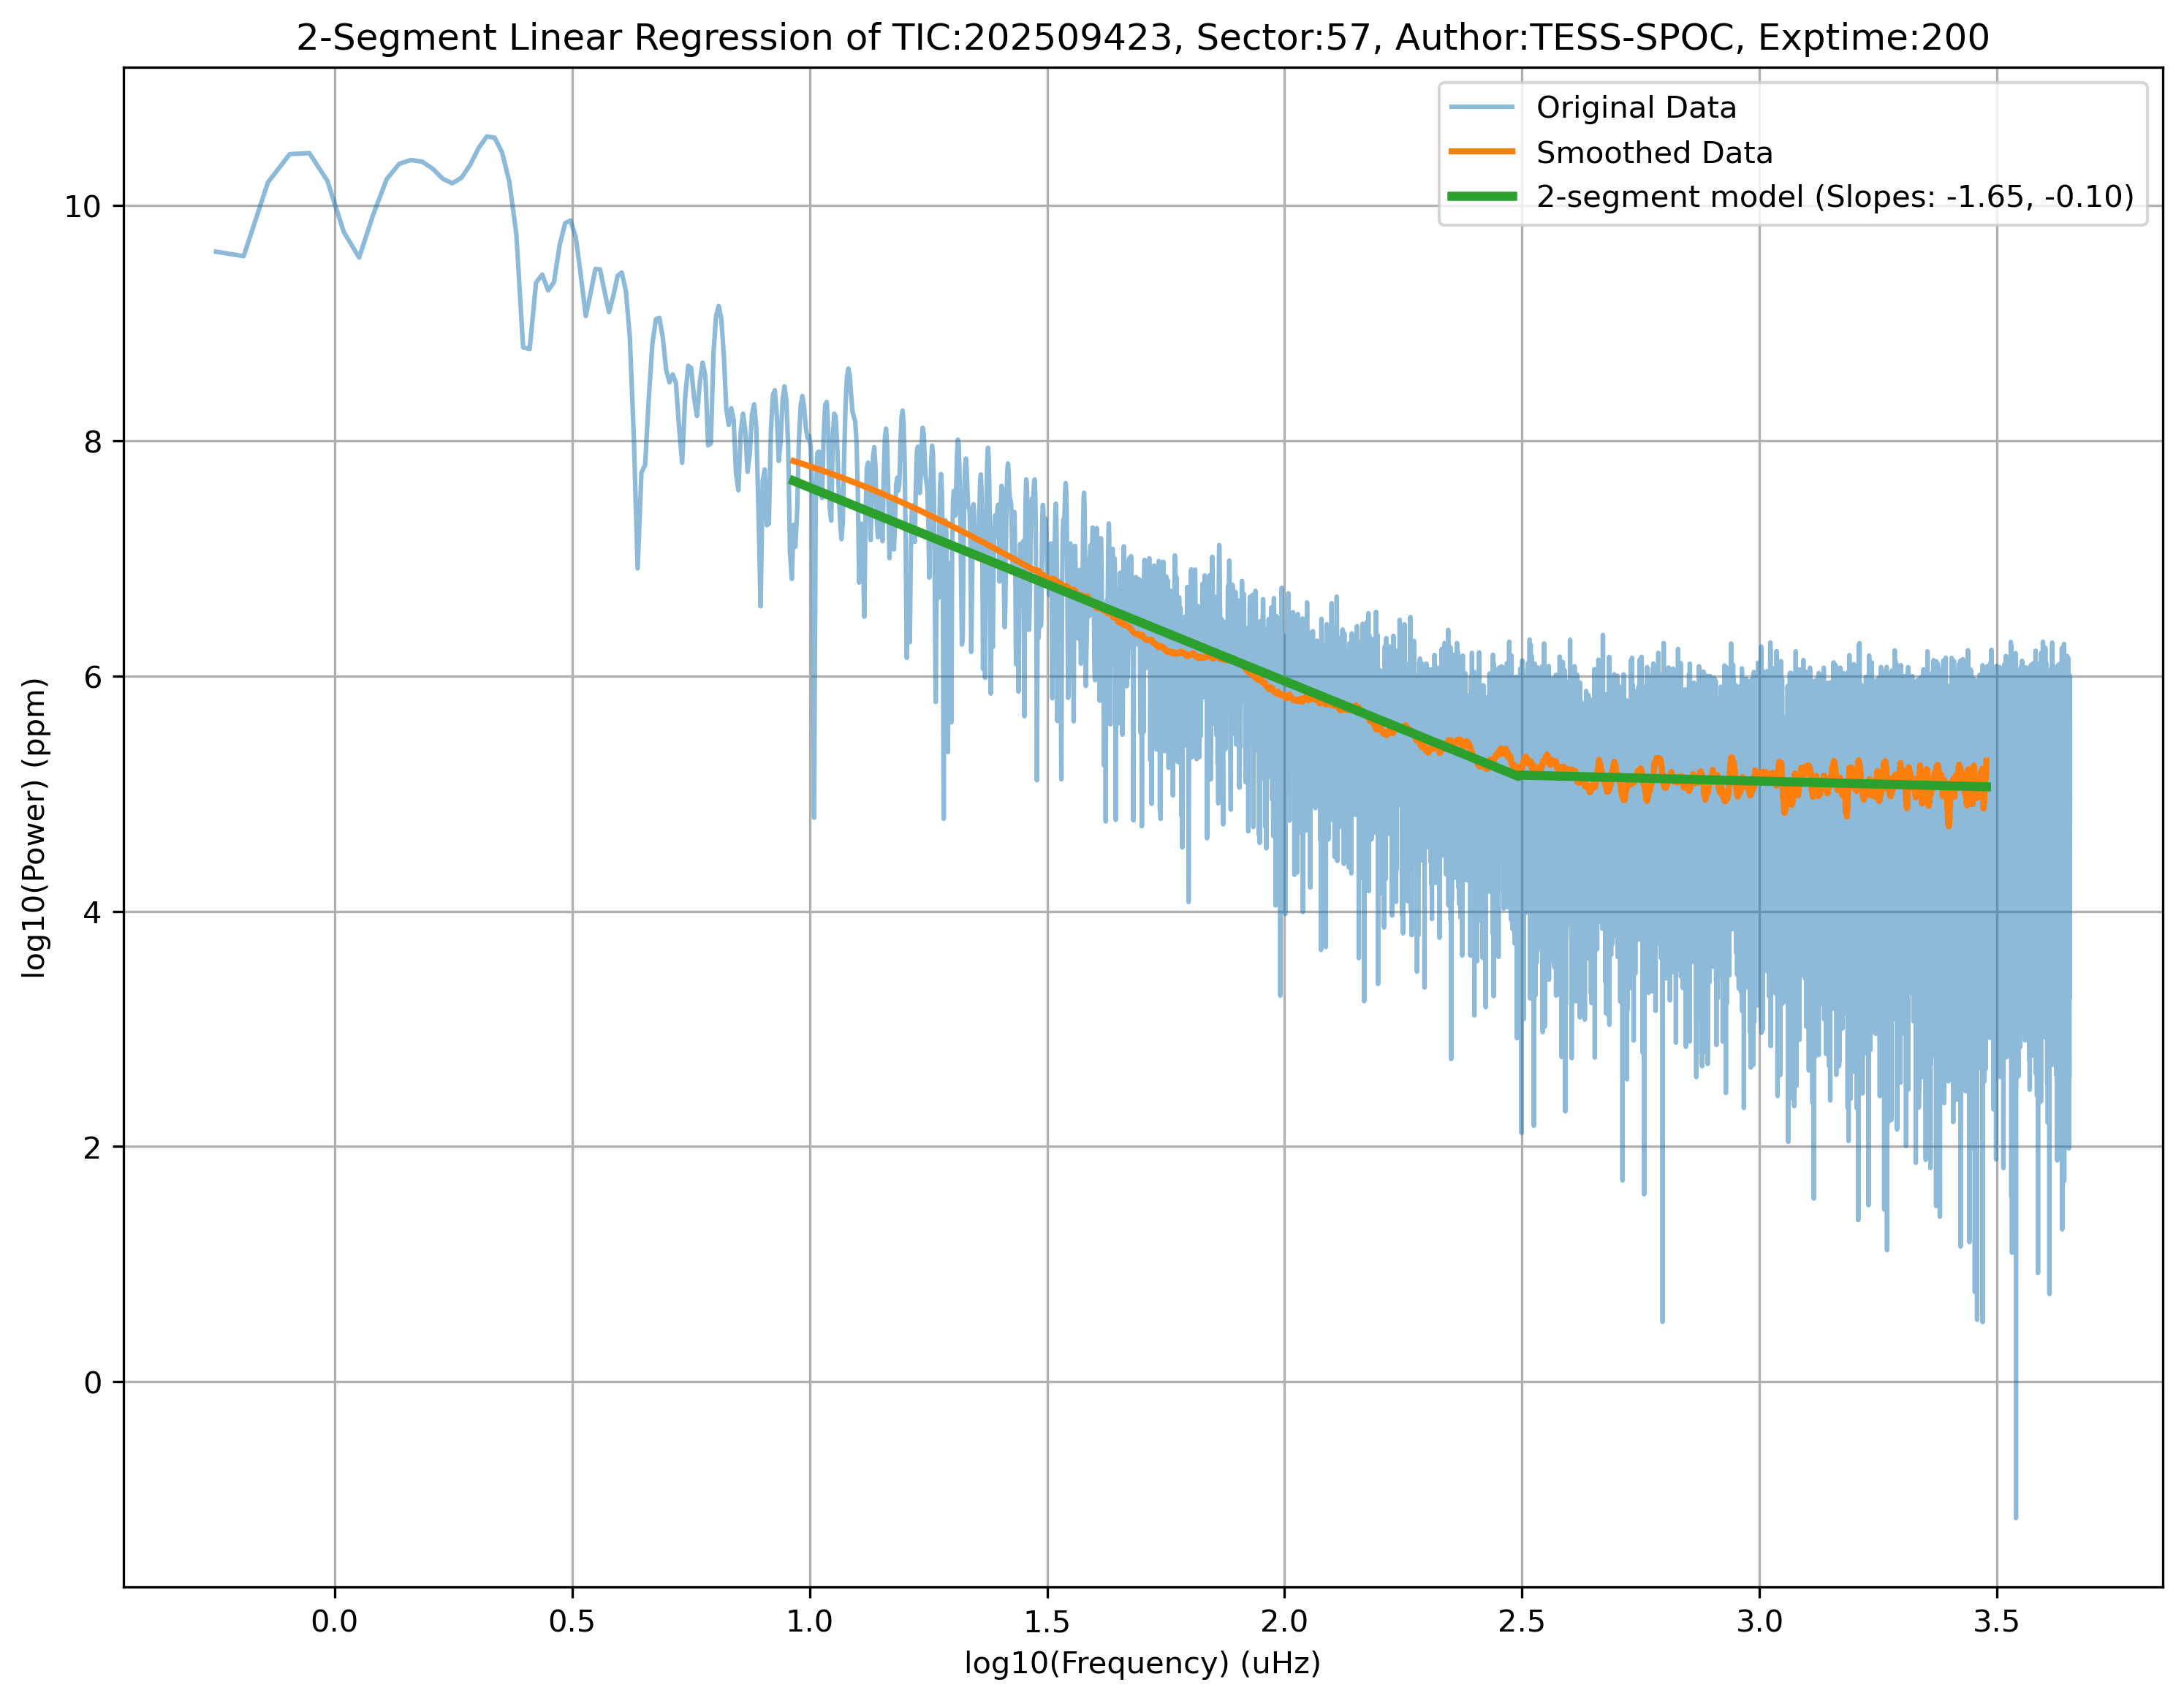 2-Segment Linear Regression of TIC:202509423, Sector:57, Author:TESS-SPOC, Exptime:200
Original Data
Smoothed Data
2-segment model (Slopes: -1.65, -0.10)
log10(Power) (ppm)
10
8
6
4
2
0
0.0 0.5 1.0 1.5 2.0 2.5 3.0 3.5
log10(Frequency) (uHz)